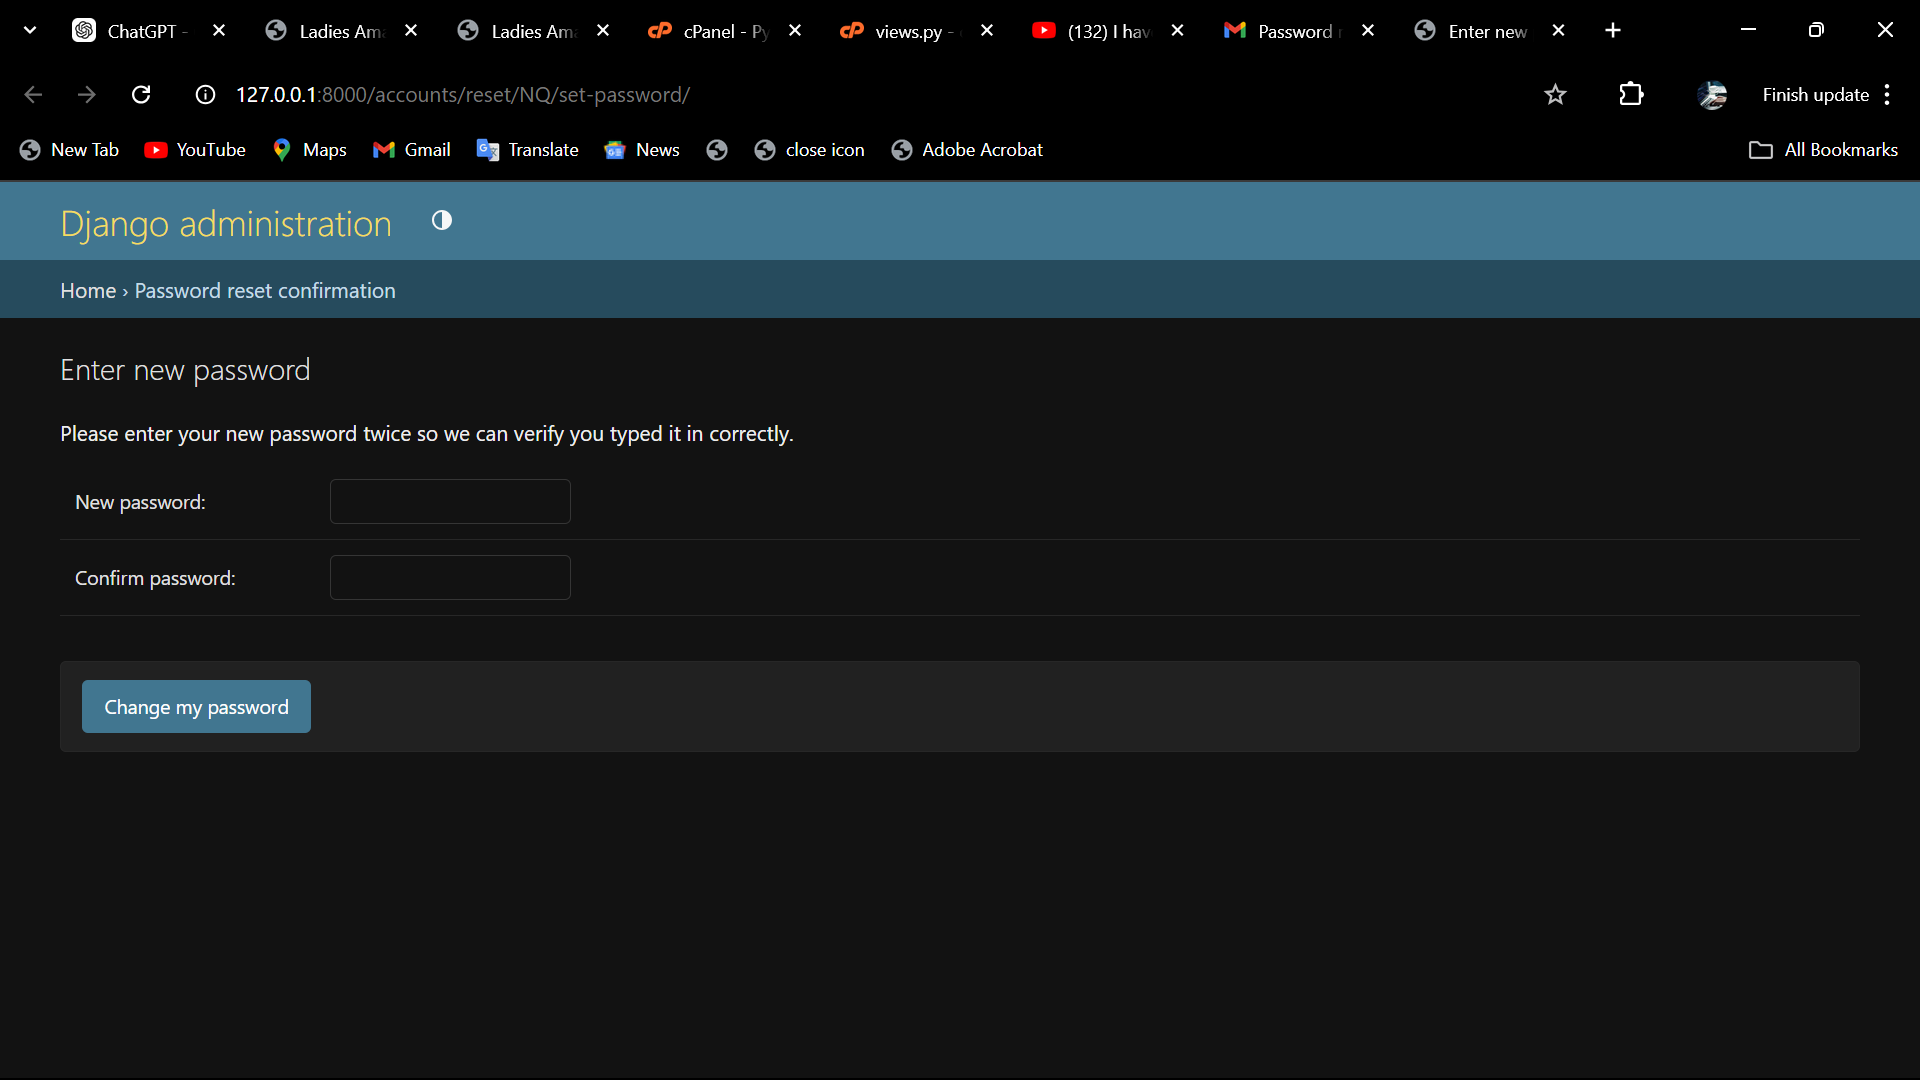 ChatGPT -
Ladies Am
Ladies Am
cPanel - Py
views.py -
(132) I hav
Password
Enter new
127.0.0.1:8000/accounts/reset/NQ/set-password/
Finish update
New Tab
YouTube
Maps
Gmail
Translate
News
close icon
Adobe Acrobat
All Bookmarks
Django administration
Home › Password reset confirmation
Enter new password
Please enter your new password twice so we can verify you typed it in correctly.
New password:
Confirm password:
Change my password